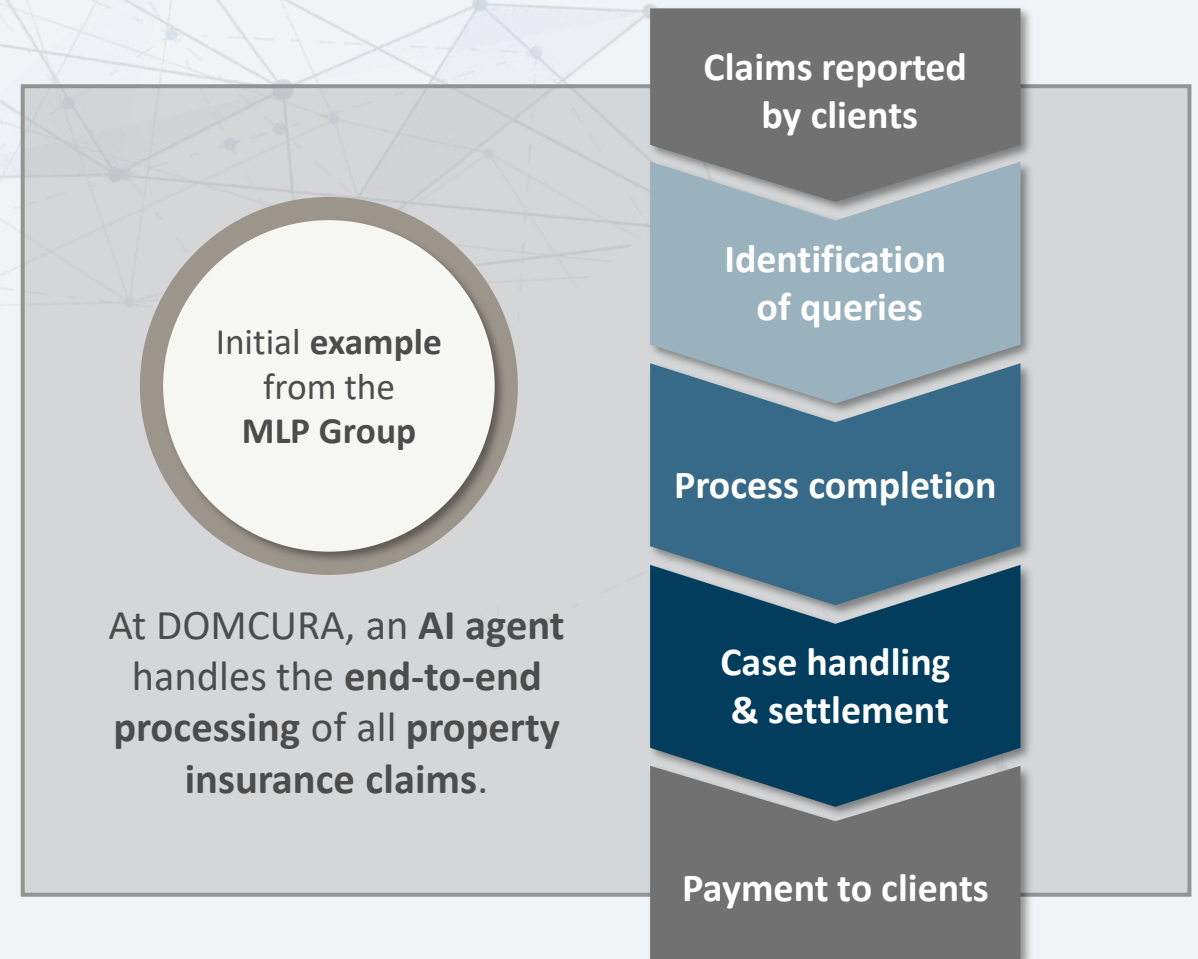 Claims reported
by clients
Identification
of queries
Process completion
Case handling
& settlement
Payment to clients
Initial example
from the
MLP Group
At DOMCURA, an AI agent
handles the end-to-end
processing of all property
insurance claims.